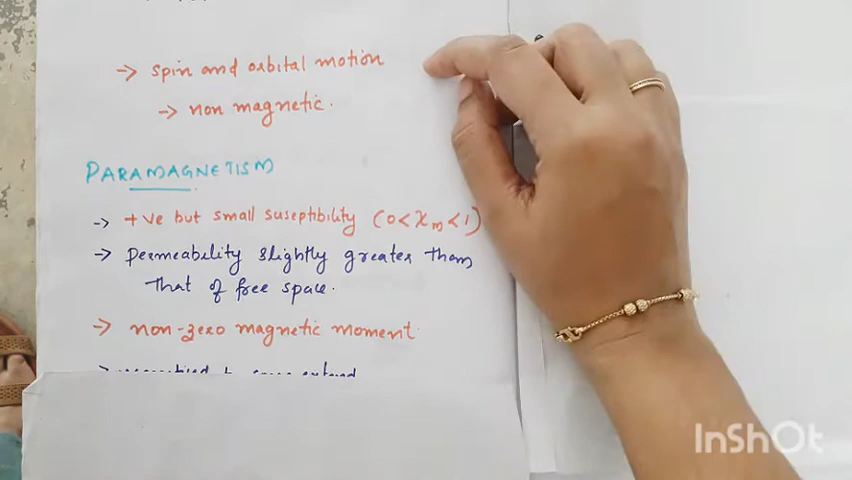 → spin and orbital motion
→ non magnetic.
PARAMAGNETISM
→ +ve but small suseptibility (0<χm<1)
→ permeability slightly greater than
that of free space.
→ non-zero magnetic moment.
InShOt